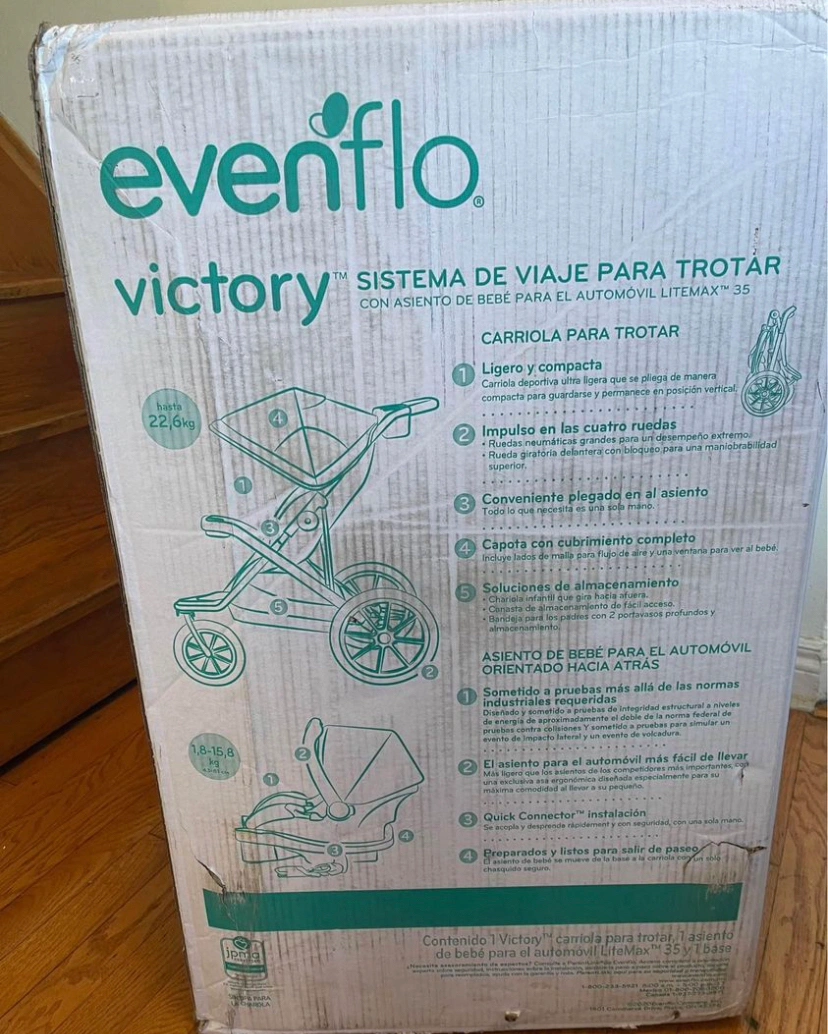 evenflo®
victory™ SISTEMA DE VIAJE PARA TROTAR
CON ASIENTO DE BEBÉ PARA EL AUTOMÓVIL LITEMAX™ 35
CARRIOLA PARA TROTAR
1 Ligero y compacta
Carriola deportiva ultra ligera que se pliega de manera
compacta para guardarse y permanece en posición vertical.
hasta
22,6kg
2 Impulso en las cuatro ruedas
• Ruedas neumáticas grandes para un desempeño extremo.
• Rueda giratoria delantera con bloqueo para una maniobrabilidad
superior.
3 Conveniente plegado en al asiento
Todo lo que necesita es una sola mano.
4 Capota con cubrimiento completo
Incluye lados de malla para flujo de aire y una ventana para ver al bebé.
5 Soluciones de almacenamiento
• Charola infantil que gira hacia afuera.
• Canasta de almacenamiento de fácil acceso.
• Bandeja para los padres con 2 portavasos profundos y
almacenamiento.
4
1
3
5
2
ASIENTO DE BEBÉ PARA EL AUTOMÓVIL
ORIENTADO HACIA ATRÁS
1 Sometido a pruebas más allá de las normas
industriales requeridas
Diseñado y sometido a pruebas de integridad estructural a niveles
de energía de aproximadamente el doble de la norma federal de
pruebas contra colisiones Y sometido a pruebas para simular un
evento de impacto lateral y un evento de volcadura.
1,8-15,8
kg
2 El asiento para el automóvil más fácil de llevar
Más ligero que los asientos de los competidores más importantes, con
una exclusiva asa ergonómica diseñada especialmente para su
máxima comodidad al llevar a su pequeño.
3 Quick Connector™ instalación
Se acopla y desprende rápidement y con seguridad, con una sola mano.
4 Preparados y listos para salir de paseo
El asiento de bebé se mueve de la base a la carriola con un solo
chasquido seguro.
2
1
4
3
jpma
Contenido 1 Victory™ carriola para trotar, 1 asiento
de bebé para el automóvil LiteMax™ 35 y 1 base